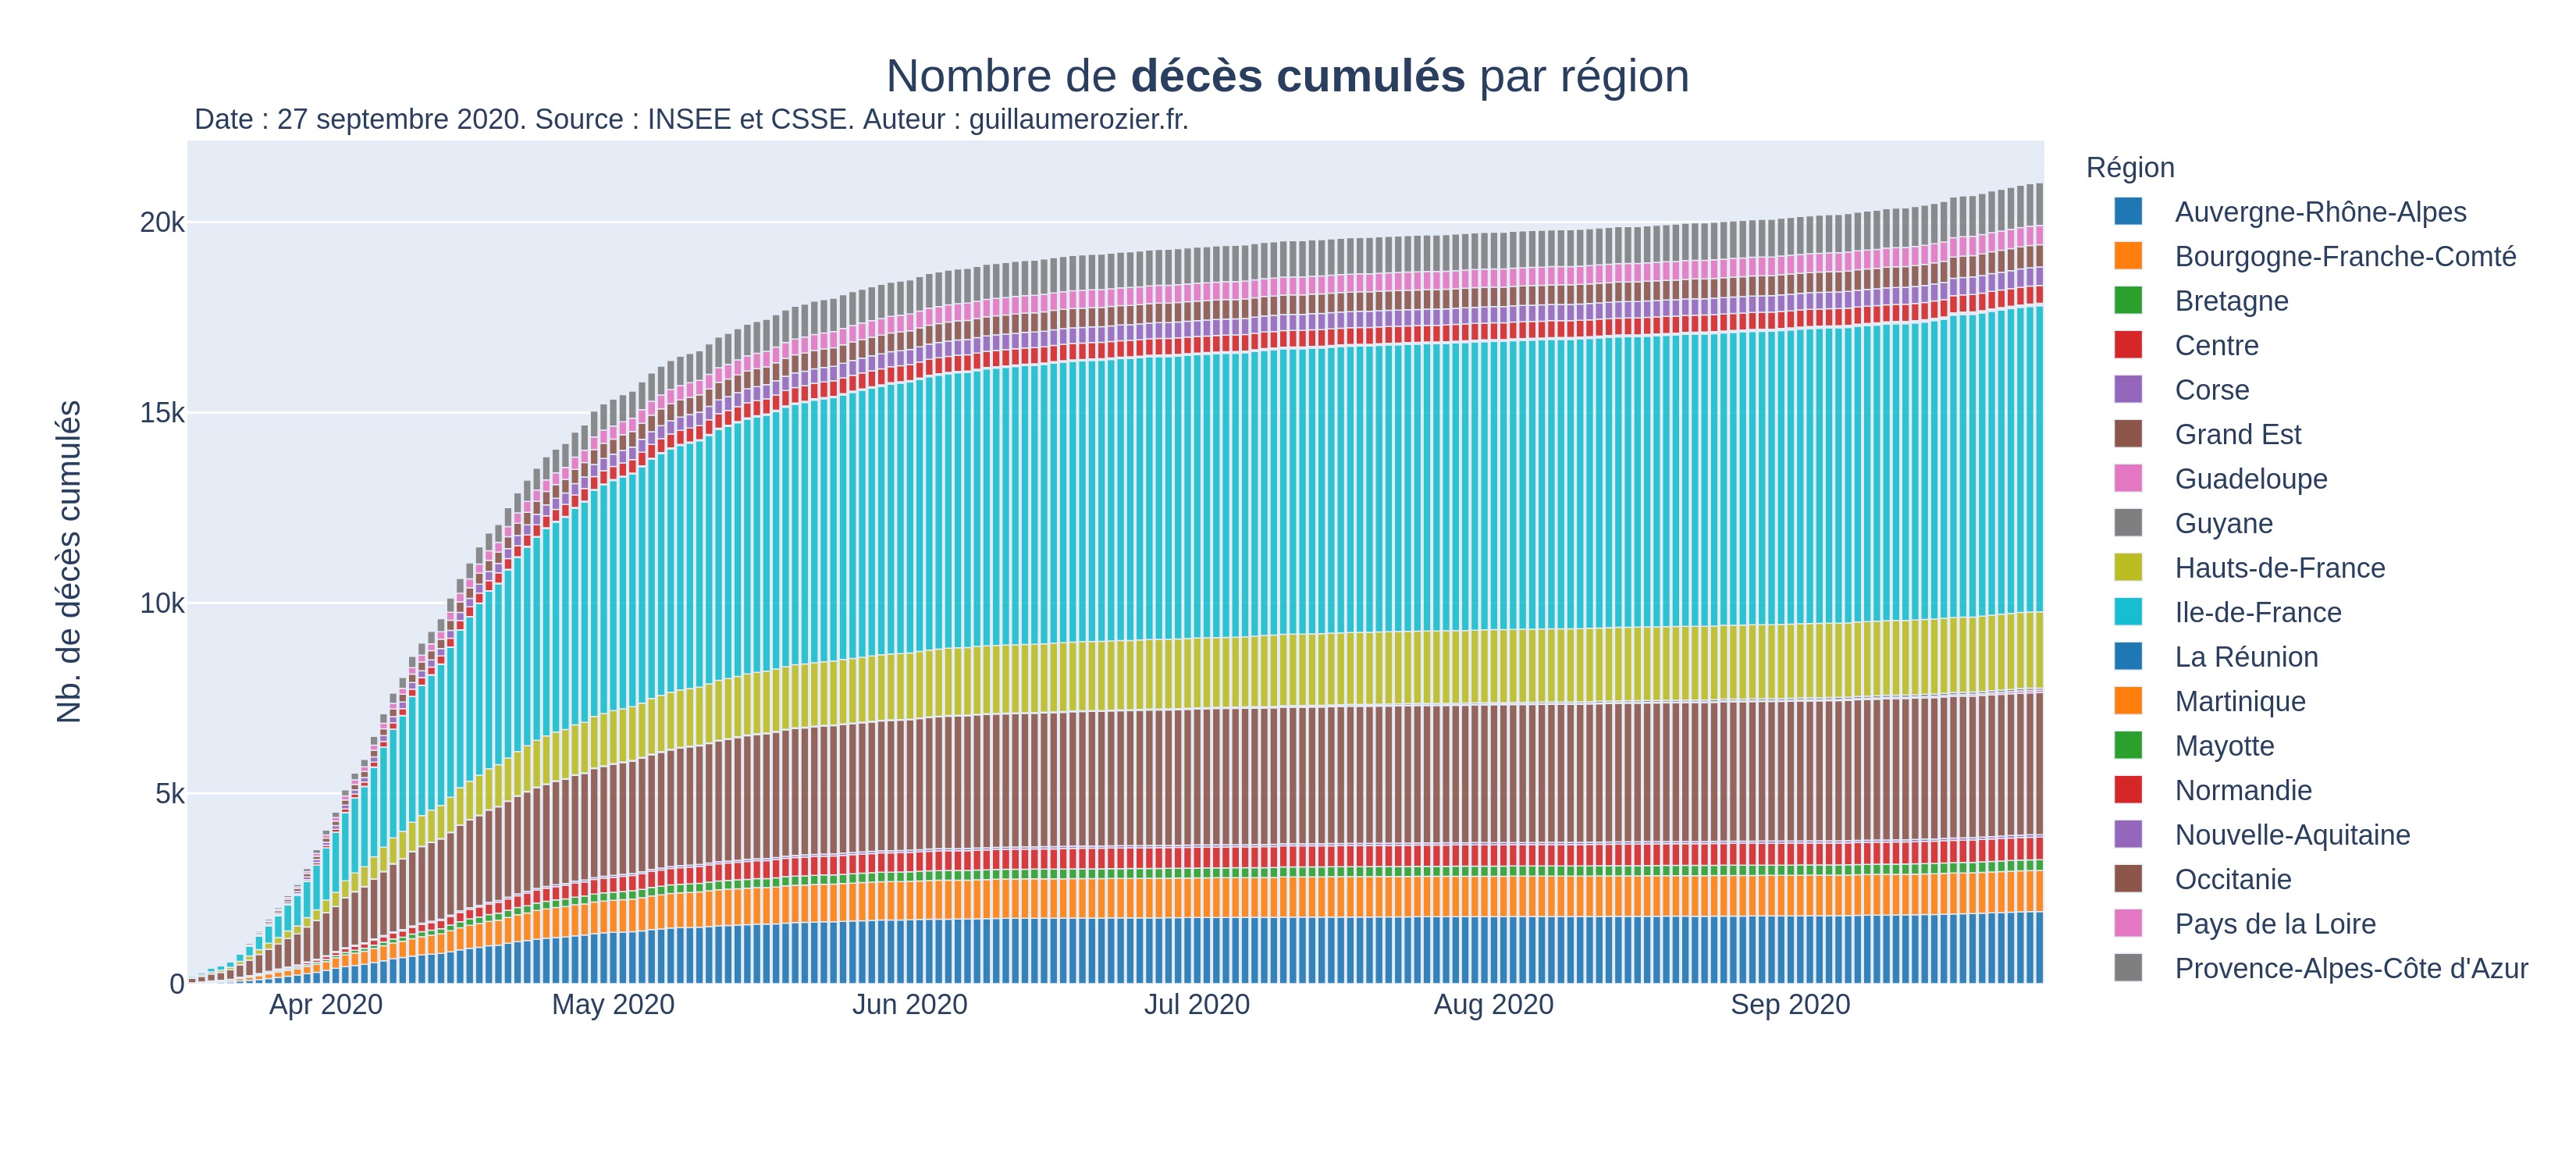 Nombre de décès cumulés par région
Date : 27 septembre 2020. Source : INSEE et CSSE. Auteur : guillaumerozier.fr.
Nb. de décès cumulés
20k
15k
10k
5k
0
Apr 2020
May 2020
Jun 2020
Jul 2020
Aug 2020
Sep 2020
Région
Auvergne-Rhône-Alpes
Bourgogne-Franche-Comté
Bretagne
Centre
Corse
Grand Est
Guadeloupe
Guyane
Hauts-de-France
Ile-de-France
La Réunion
Martinique
Mayotte
Normandie
Nouvelle-Aquitaine
Occitanie
Pays de la Loire
Provence-Alpes-Côte d'Azur